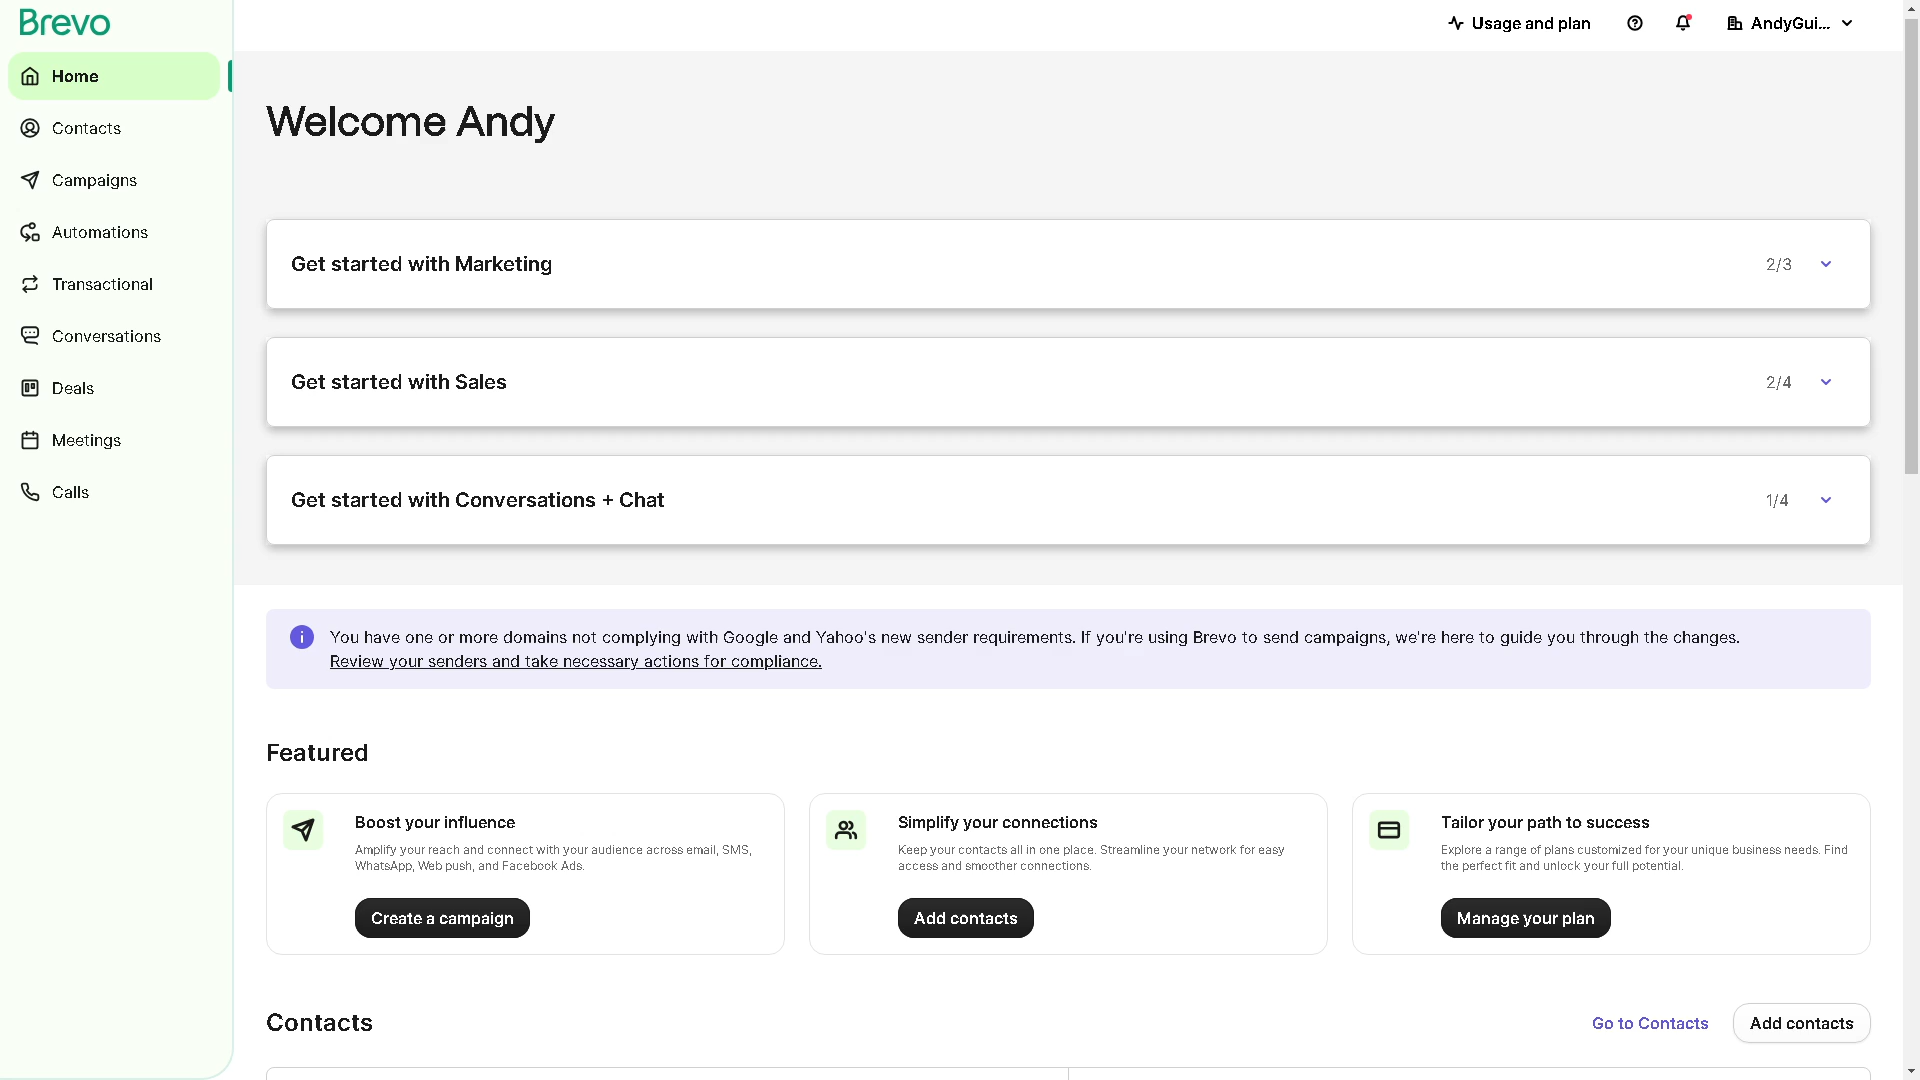 Brevo
Usage and plan
AndyGui...
Home
Contacts
Campaigns
Automations
Transactional
Conversations
Deals
Meetings
Calls
Welcome Andy
Get started with Marketing
2/3
Get started with Sales
2/4
Get started with Conversations + Chat
1/4
You have one or more domains not complying with Google and Yahoo's new sender requirements. If you're using Brevo to send campaigns, we're here to guide you through the changes.
Review your senders and take necessary actions for compliance.
Featured
Boost your influence
Amplify your reach and connect with your audience across email, SMS,
WhatsApp, Web push, and Facebook Ads.
Create a campaign
Simplify your connections
Keep your contacts all in one place. Streamline your network for easy
access and smoother connections.
Add contacts
Tailor your path to success
Explore a range of plans customized for your unique business needs. Find
the perfect fit and unlock your full potential.
Manage your plan
Contacts
Go to Contacts
Add contacts